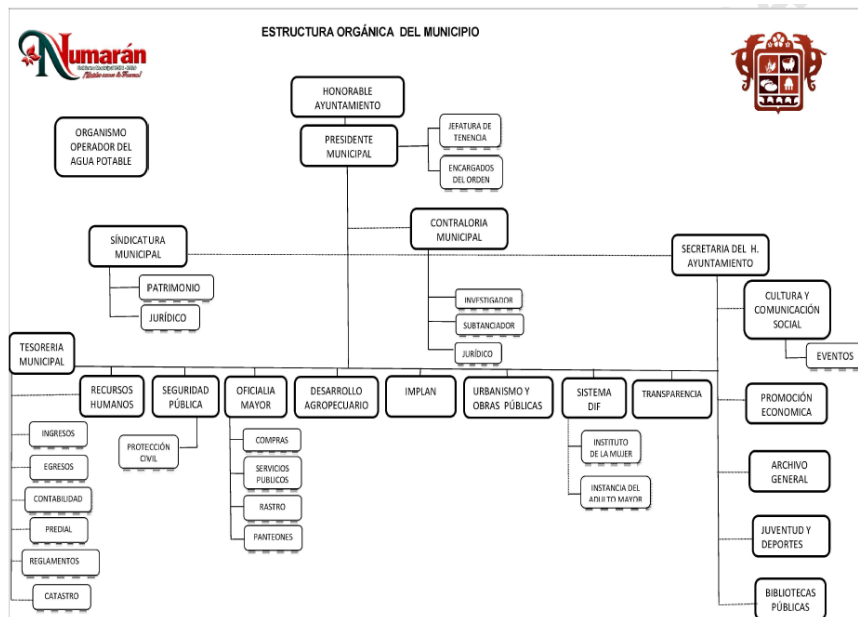 ESTRUCTURA ORGÁNICA DEL MUNICIPIO
Numarán
HONORABLE
AYUNTAMIENTO
ORGANISMO
OPERADOR DEL
AGUA POTABLE
PRESIDENTE
MUNICIPAL
JEFATURA DE
TENENCIA
ENCARGADOS
DEL ORDEN
CONTRALORIA
MUNICIPAL
SÍNDICATURA
MUNICIPAL
SECRETARIA DEL H.
AYUNTAMIENTO
PATRIMONIO
JURÍDICO
INVESTIGADOR
SUBTANCIADOR
JURÍDICO
CULTURA Y
COMUNICACIÓN
SOCIAL
EVENTOS
TESORERIA
MUNICIPAL
RECURSOS
HUMANOS
SEGURIDAD
PÚBLICA
OFICIALIA
MAYOR
DESARROLLO
AGROPECUARIO
IMPLAN
URBANISMO Y
OBRAS PÚBLICAS
SISTEMA
DIF
TRANSPARENCIA
PROMOCIÓN
ECONOMICA
INGRESOS
EGRESOS
CONTABILIDAD
PREDIAL
REGLAMENTOS
CATASTRO
PROTECCIÓN
CIVIL
COMPRAS
SERVICIOS
PUBLICOS
RASTRO
PANTEONES
INSTITUTO
DE LA MUJER
INSTANCIA DEL
ADULTO MAYOR
ARCHIVO
GENERAL
JUVENTUD Y
DEPORTES
BIBLIOTECAS
PÚBLICAS